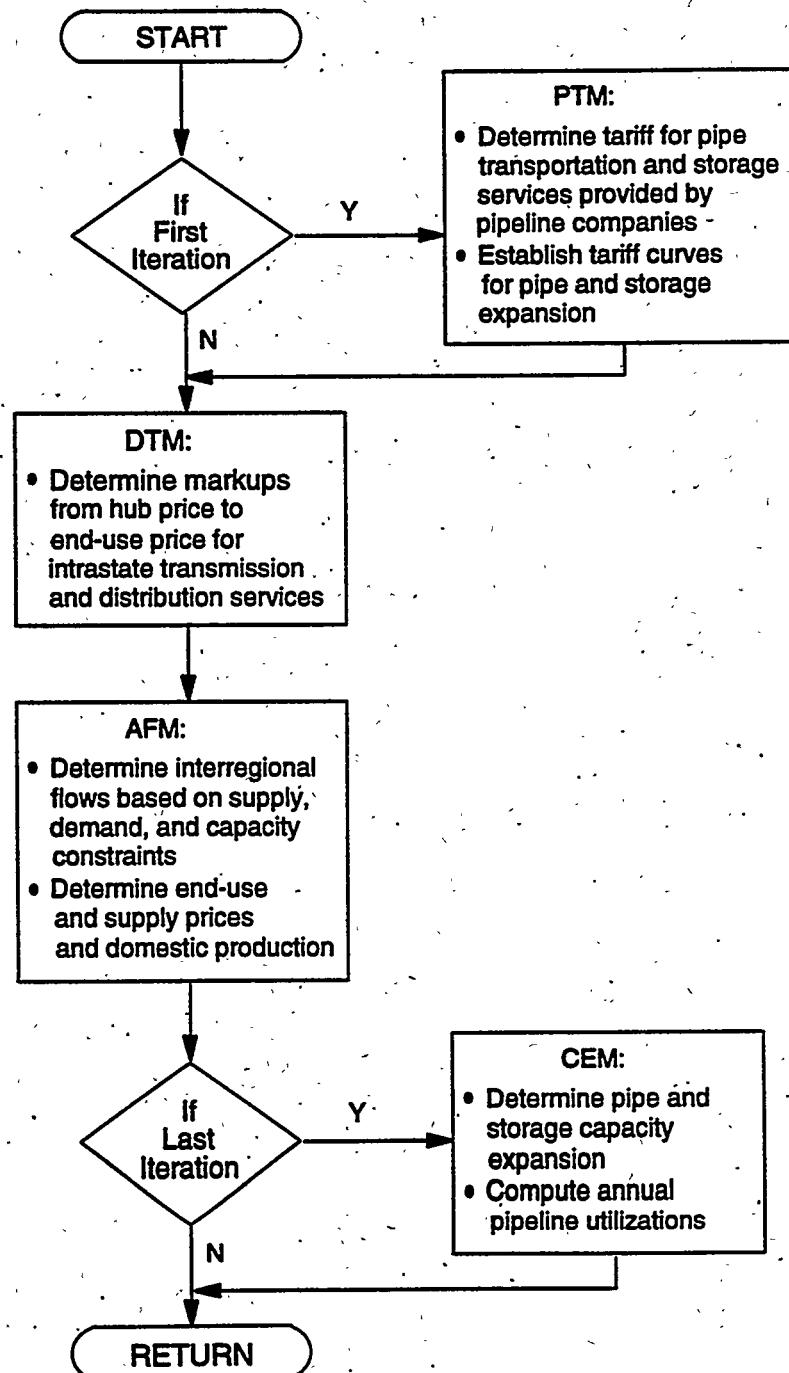 START
If
First
Iteration
Y
N
PTM:
• Determine tariff for pipe
transportation and storage
services provided by
pipeline companies
• Establish tariff curves
for pipe and storage
expansion
DTM:
• Determine markups
from hub price to
end-use price for
intrastate transmission
and distribution services
AFM:
• Determine interregional
flows based on supply,
demand, and capacity
constraints
• Determine end-use
and supply prices
and domestic production
If
Last
Iteration
Y
N
CEM:
• Determine pipe and
storage capacity
expansion
• Compute annual
pipeline utilizations
RETURN